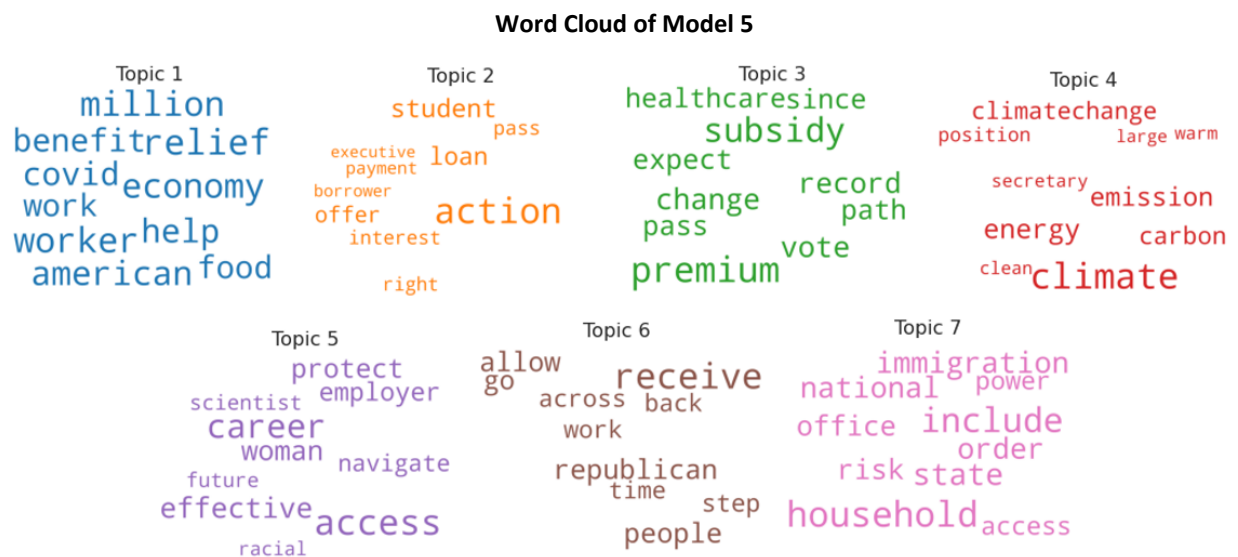 Word Cloud of Model 5
Topic 1
million
benefit relief
covid economy
work
worker help
american food
Topic 2
student
pass
executive loan
payment
borrower
offer action
interest
right
Topic 3
healthcare since
subsidy
expect
change record
pass path
vote
premium
Topic 4
climatechange
position large warm
secretary
emission
energy carbon
clean climate
Topic 5
protect
scientist employer
career
woman navigate
future
effective access
racial
Topic 6
allow
go receive
across back
work
republican
time
step
people
Topic 7
immigration
national power
office include
order
risk state
household access